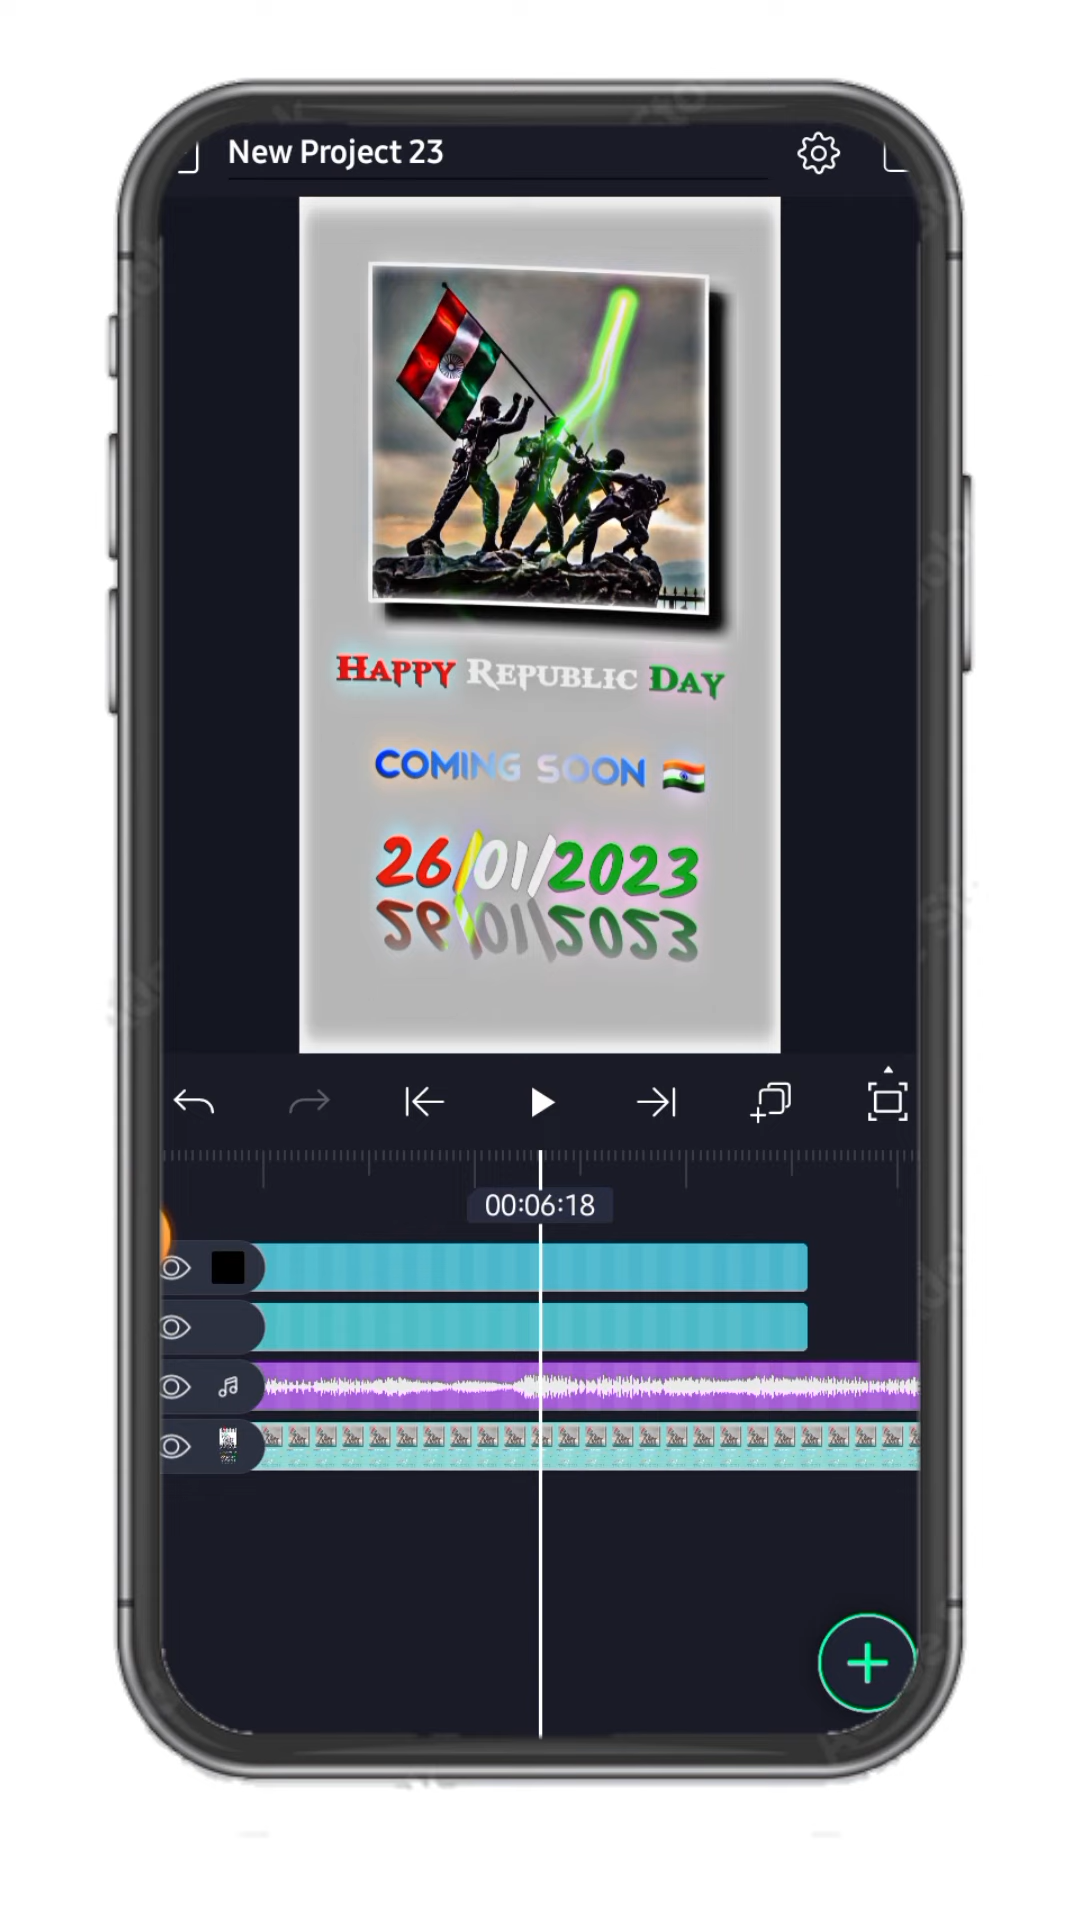 New Project 23
Happy Republic Day
COMING SOON 🇮🇳
26/01/2023
00:06:18